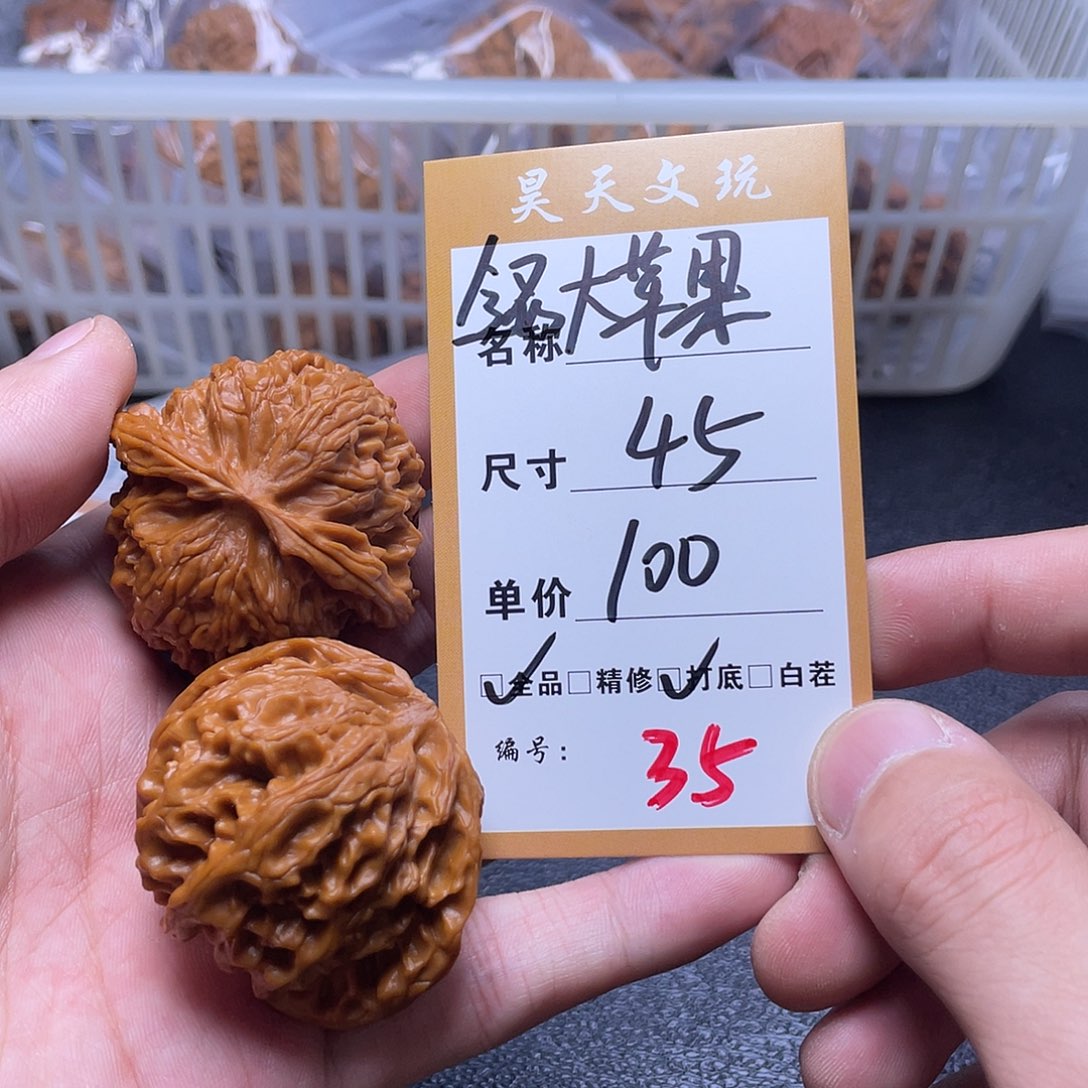 昊天文玩
名称 大苹果
尺寸 45
单价 100
☑全品☐精修☑打底☐白茬
编号: 35